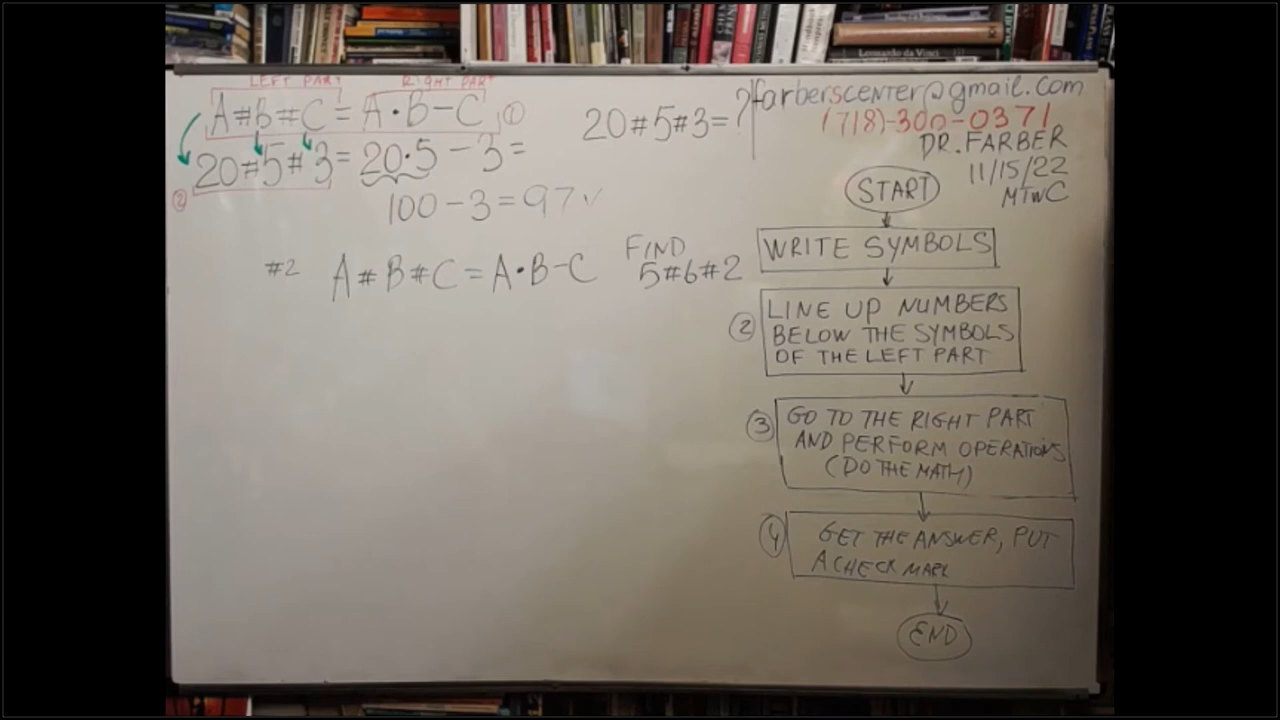 LEFT PART RIGHT PART
A#B#C=A•B-C ①
20#5#3=20•5-3=
②
100-3=97✓
20#5#3=?
farberscenter@gmail.com
(718)-300-0371
DR. FARBER
11/15/22
MTWC
#2 A#B#C=A•B-C
FIND
5#6#2
START
WRITE SYMBOLS
② LINE UP NUMBERS
BELOW THE SYMBOLS
OF THE LEFT PART
③ GO TO THE RIGHT PART
AND PERFORM OPERATIONS
(DO THE MATH)
④ GET THE ANSWER, PUT
A CHECK MARK
END
Leonardo da Vinci